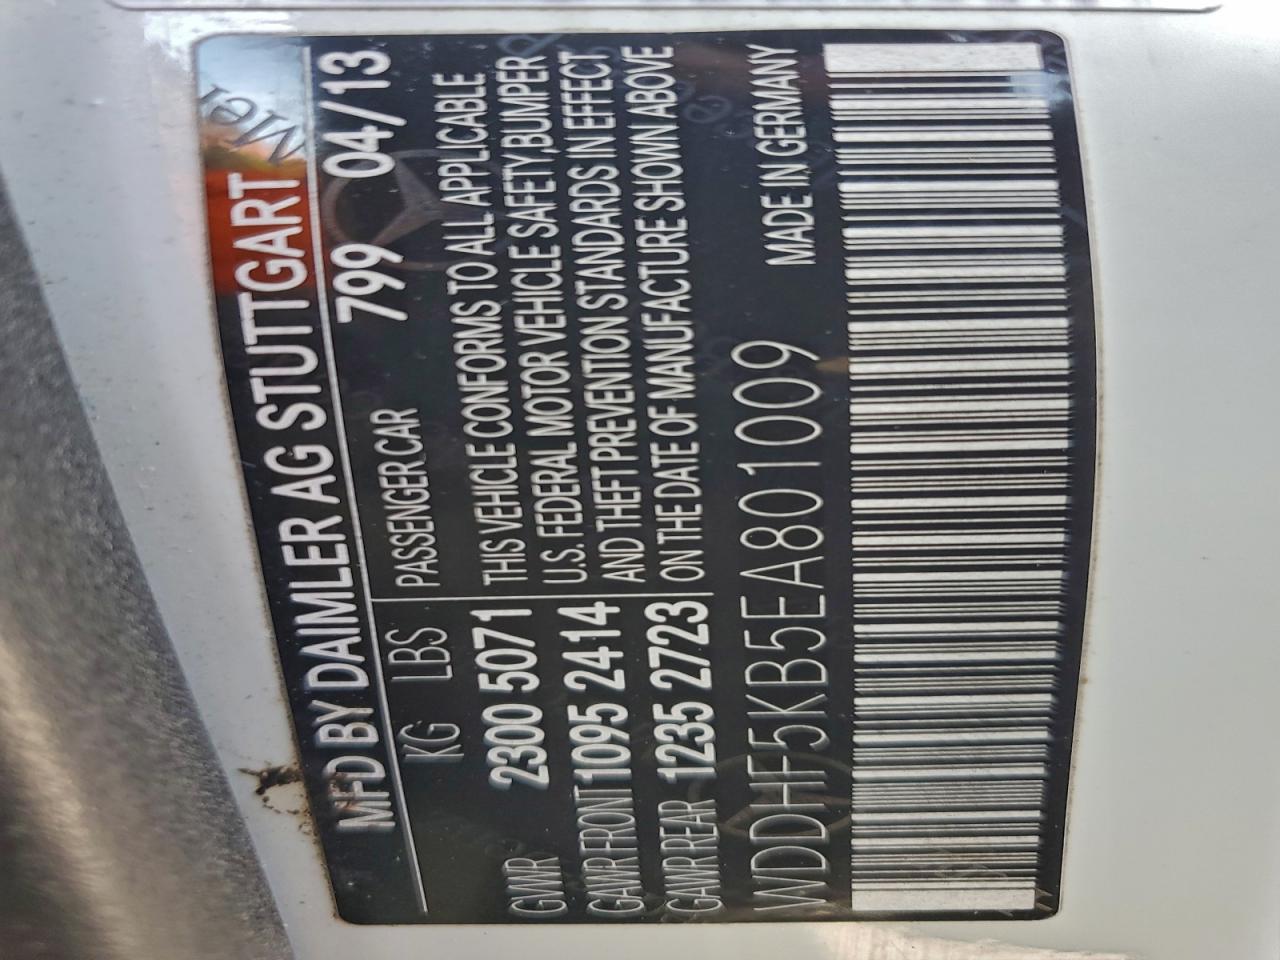 MFD BY DAIMLER AG STUTTGART
799 04/13
KG LBS PASSENGER CAR
GVWR 2300 5071
GAWR FRONT 1095 2414
GAWR REAR 1235 2723
THIS VEHICLE CONFORMS TO ALL APPLICABLE
U.S. FEDERAL MOTOR VEHICLE SAFETY,BUMPER
AND THEFT PREVENTION STANDARDS IN EFFECT
ON THE DATE OF MANUFACTURE SHOWN ABOVE
MADE IN GERMANY
WDDHF5KB5EA801009